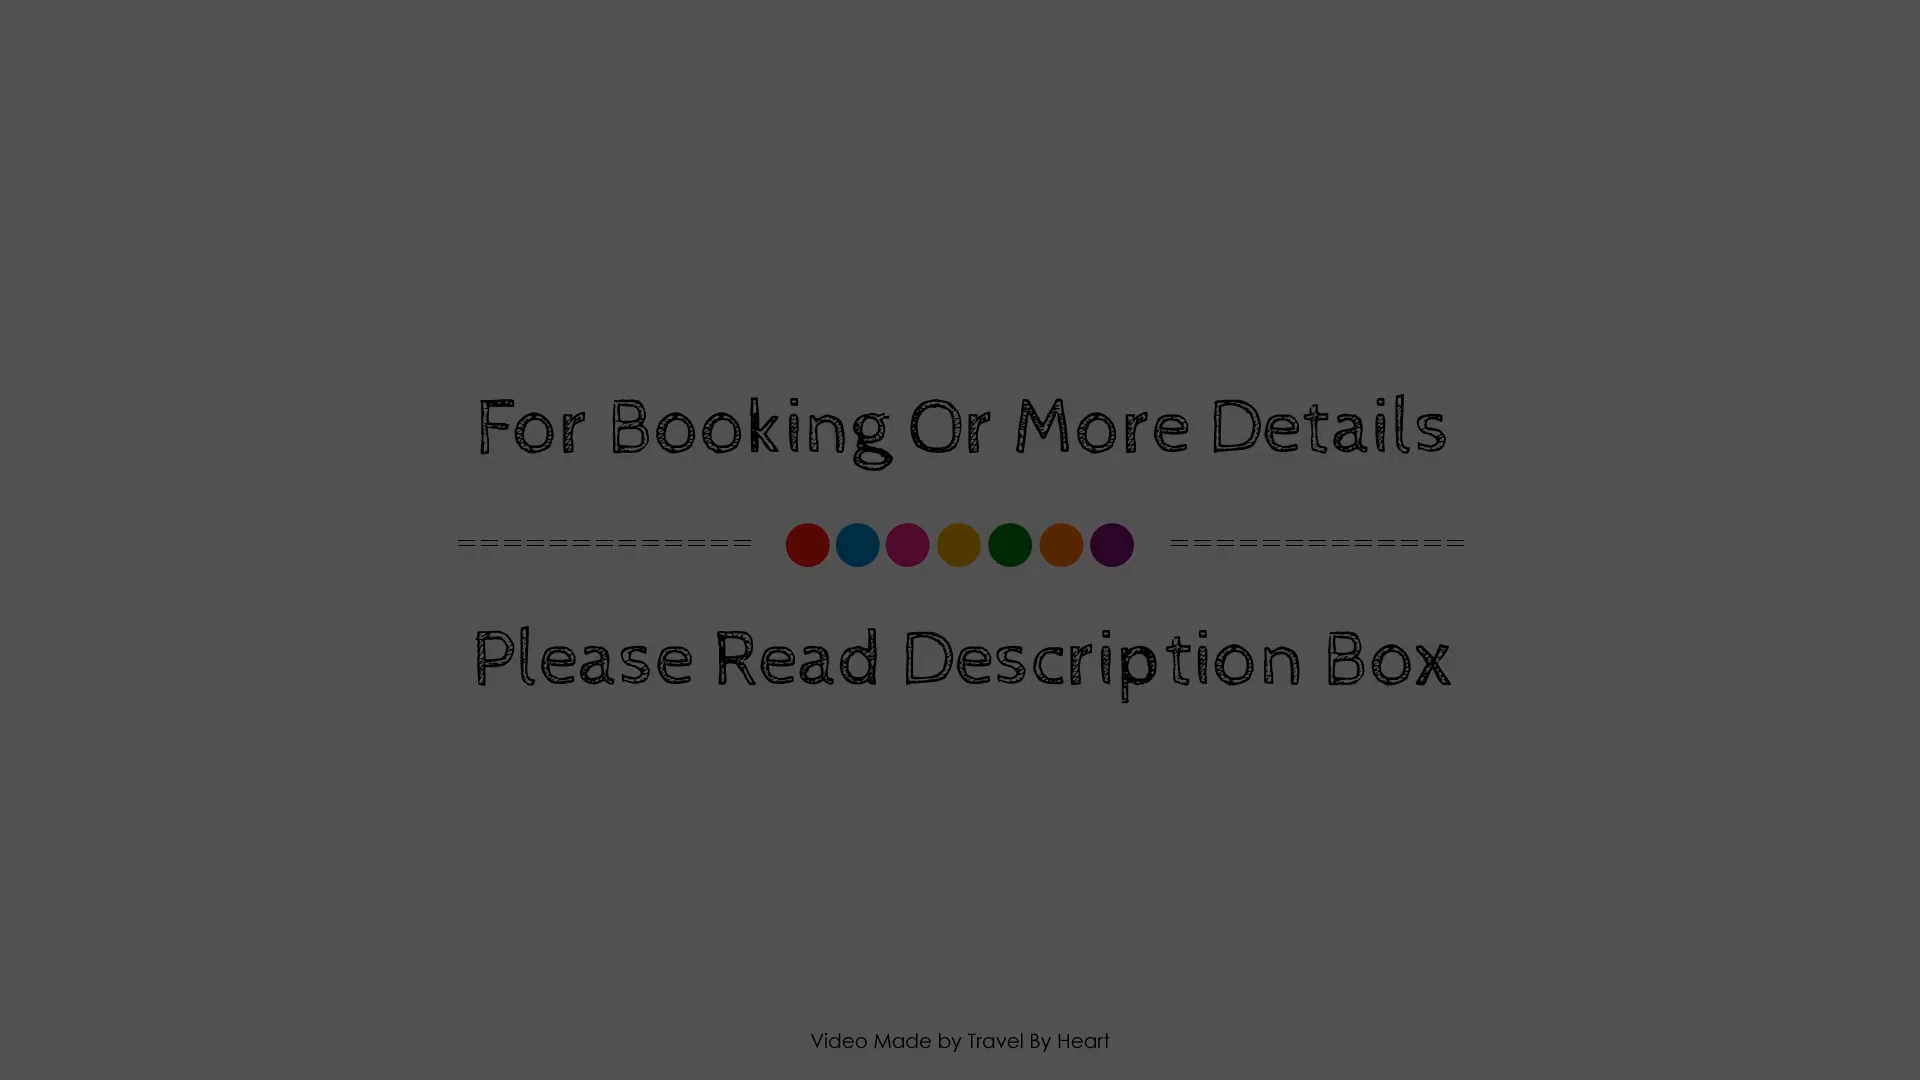 For Booking Or More Details
============= =============
Please Read Description Box
Video Made by Travel By Heart